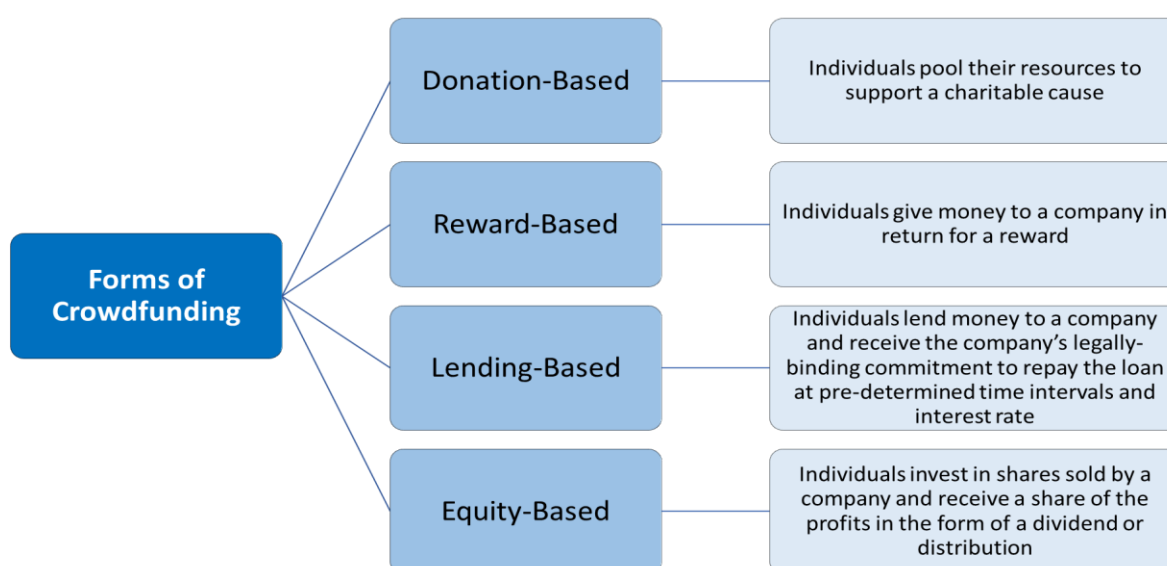 Forms of
Crowdfunding
Donation-Based
Individuals pool their resources to
support a charitable cause
Reward-Based
Individuals give money to a company in
return for a reward
Lending-Based
Individuals lend money to a company
and receive the company's legally-
binding commitment to repay the loan
at pre-determined time intervals and
interest rate
Equity-Based
Individuals invest in shares sold by a
company and receive a share of the
profits in the form of a dividend or
distribution